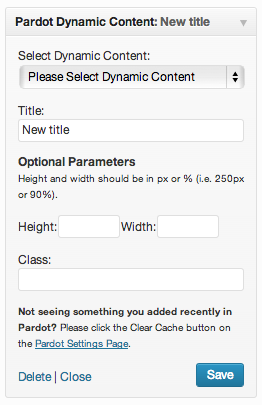 Pardot Dynamic Content: New title
Select Dynamic Content:
Please Select Dynamic Content
Title:
New title
Optional Parameters
Height and width should be in px or % (i.e. 250px
or 90%).
Height: Width:
Class:
Not seeing something you added recently in
Pardot? Please click the Clear Cache button on
the Pardot Settings Page.
Delete | Close
Save